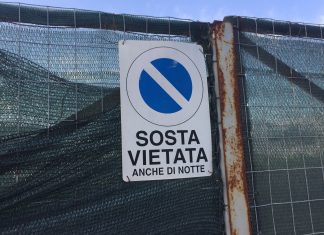 SOSTA
VIETATA
ANCHE DI NOTTE